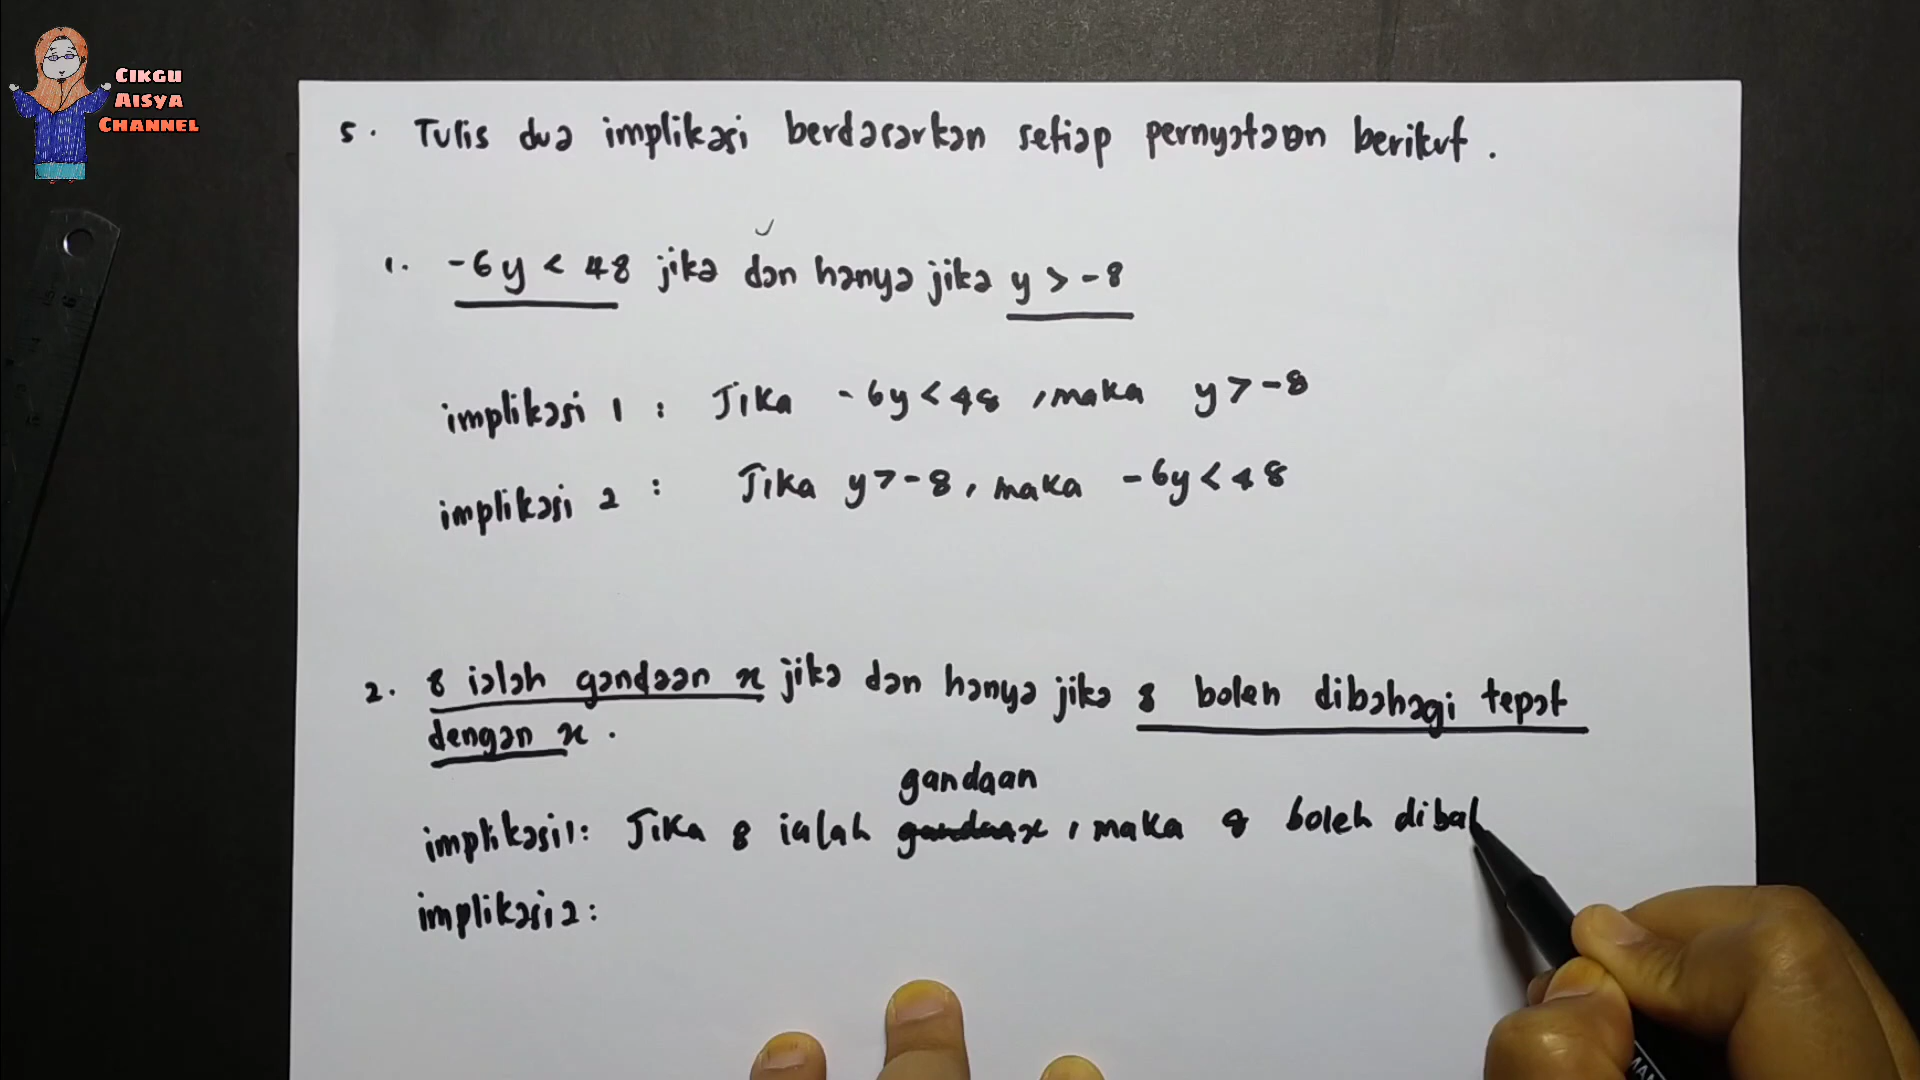 CIKGU
AISYA
CHANNEL
5. Tulis dua implikasi berdasarkan setiap pernyataan berikut.
1. -6y < 48 jika dan hanya jika y > -8
implikasi 1 : Jika -6y < 48 , maka y > -8
implikasi 2 : Jika y > -8 , maka -6y < 48
2. 8 ialah gandaan x jika dan hanya jika 8 boleh dibahagi tepat
dengan x .
gandaan
implikasi 1: Jika 8 ialah gandaan x , maka 8 boleh dibah
implikasi 2 :